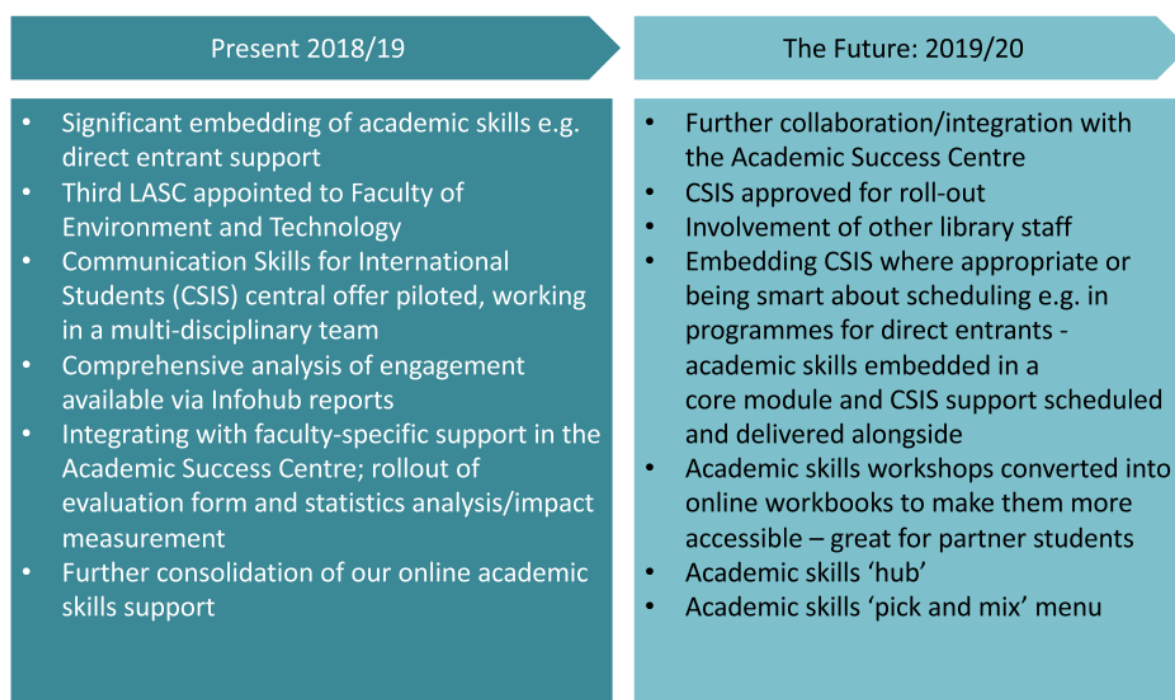 Present 2018/19
• Significant embedding of academic skills e.g.
direct entrant support
• Third LASC appointed to Faculty of
Environment and Technology
• Communication Skills for International
Students (CSIS) central offer piloted, working
in a multi-disciplinary team
• Comprehensive analysis of engagement
available via Infohub reports
• Integrating with faculty-specific support in the
Academic Success Centre; rollout of
evaluation form and statistics analysis/impact
measurement
• Further consolidation of our online academic
skills support
The Future: 2019/20
• Further collaboration/integration with
the Academic Success Centre
• CSIS approved for roll-out
• Involvement of other library staff
• Embedding CSIS where appropriate or
being smart about scheduling e.g. in
programmes for direct entrants -
academic skills embedded in a
core module and CSIS support scheduled
and delivered alongside
• Academic skills workshops converted into
online workbooks to make them more
accessible – great for partner students
• Academic skills ‘hub’
• Academic skills ‘pick and mix’ menu